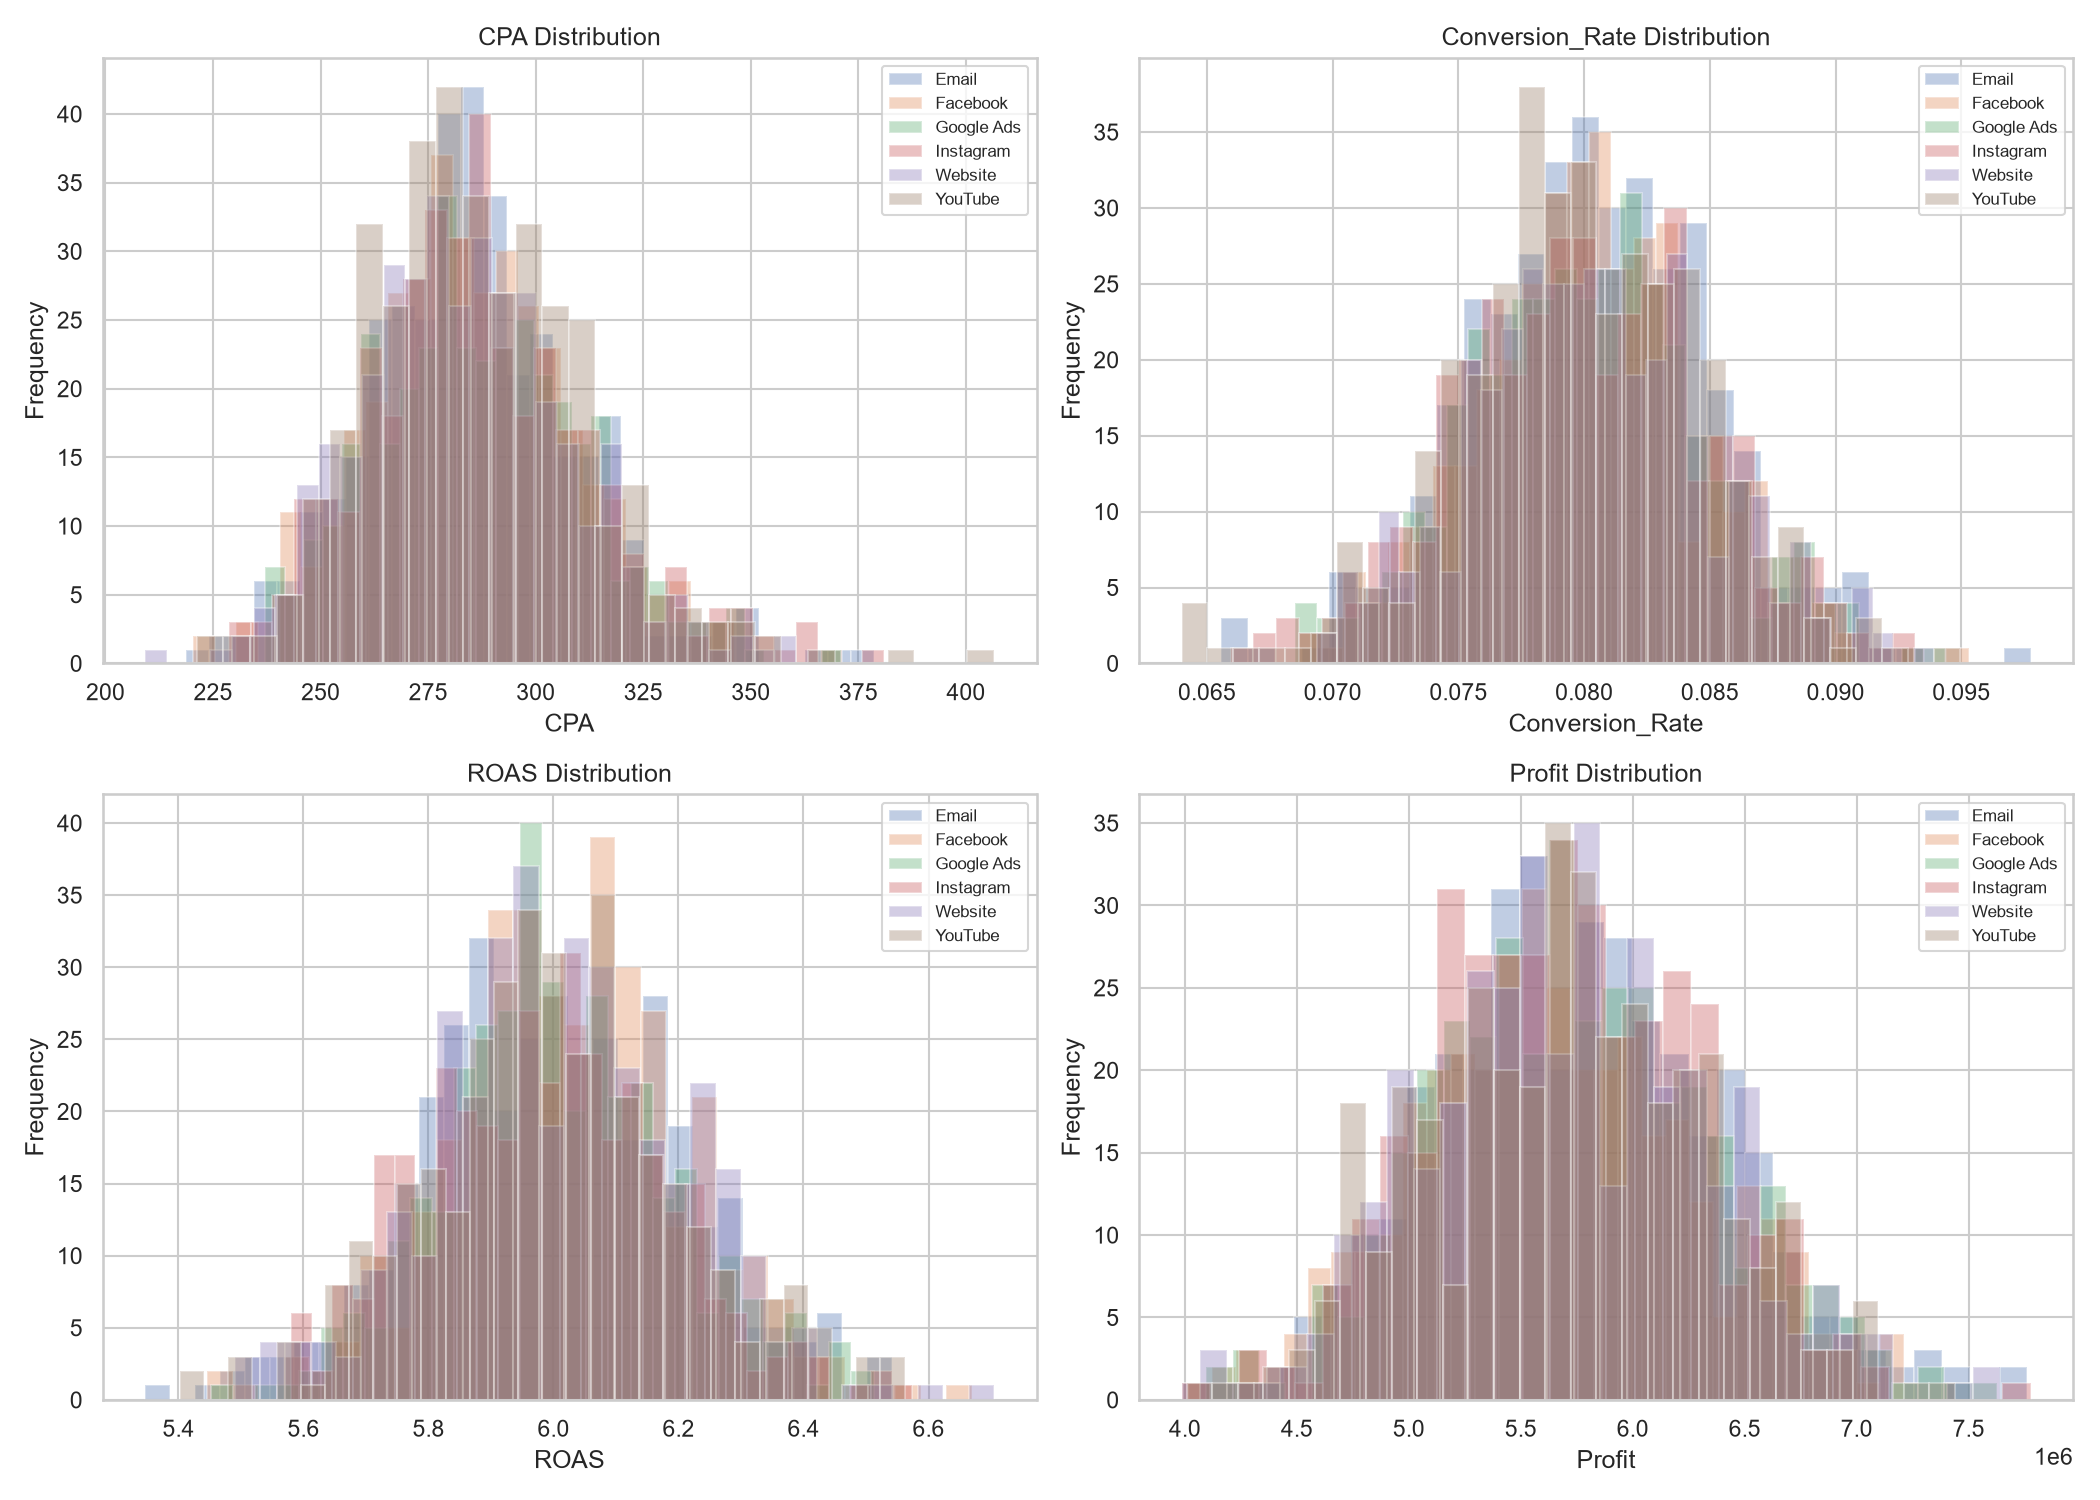 CPA Distribution
Frequency
40
35
30
25
20
15
10
5
0
200 225 250 275 300 325 350 375 400
CPA
Email
Facebook
Google Ads
Instagram
Website
YouTube
Conversion_Rate Distribution
Frequency
35
30
25
20
15
10
5
0
0.065 0.070 0.075 0.080 0.085 0.090 0.095
Conversion_Rate
Email
Facebook
Google Ads
Instagram
Website
YouTube
ROAS Distribution
Frequency
40
35
30
25
20
15
10
5
0
5.4 5.6 5.8 6.0 6.2 6.4 6.6
ROAS
Email
Facebook
Google Ads
Instagram
Website
YouTube
Profit Distribution
Frequency
35
30
25
20
15
10
5
0
4.0 4.5 5.0 5.5 6.0 6.5 7.0 7.5
1e6
Profit
Email
Facebook
Google Ads
Instagram
Website
YouTube